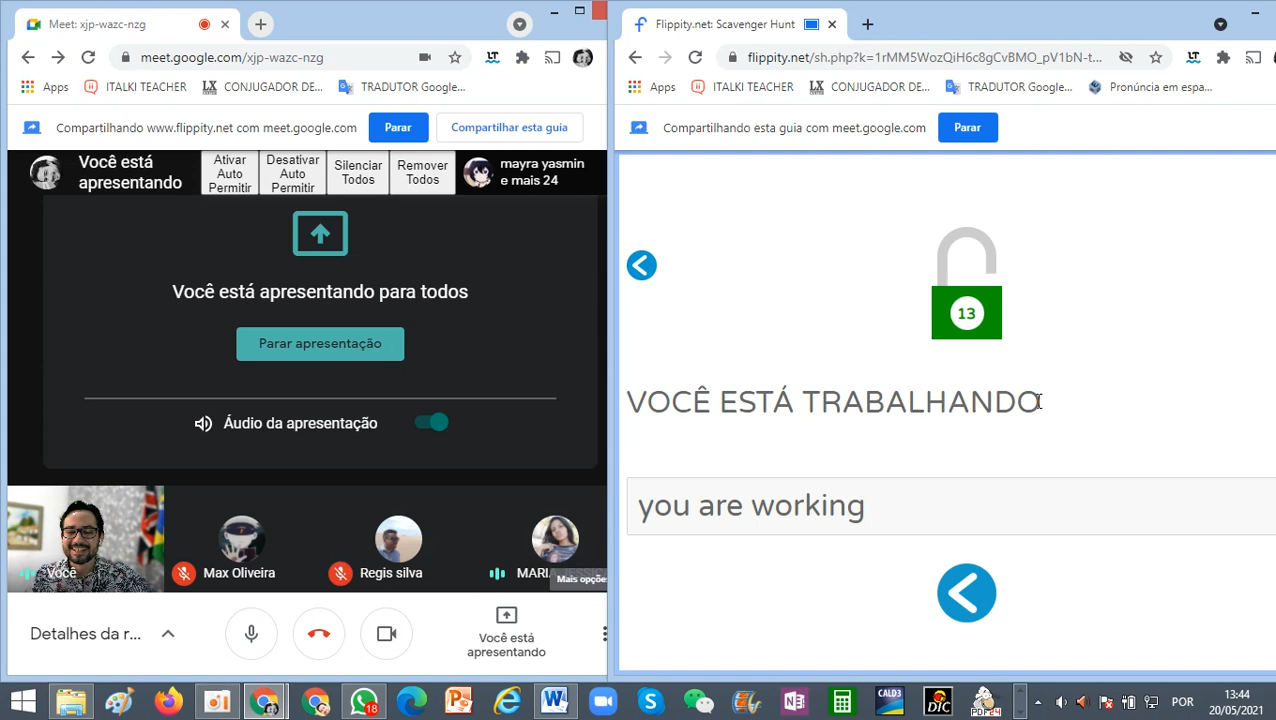 Meet: xjp-wazc-nzg
meet.google.com/xjp-wazc-nzg
Apps ITALKI TEACHER CONJUGADOR DE... TRADUTOR Google...
Compartilhando www.flippity.net com meet.google.com Parar Compartilhar esta guia
Você está apresentando
Ativar Auto Permitir
Desativar Auto Permitir
Silenciar Todos
Remover Todos
mayra yasmin e mais 24
Você está apresentando para todos
Parar apresentação
Áudio da apresentação
Você
Max Oliveira
Regis silva
Mais opções
Detalhes da r...
Você está apresentando
Flippity.net: Scavenger Hunt
flippity.net/sh.php?k=1rMM5WozQiH6c8gCvBMO_pV1bN-t...
Apps ITALKI TEACHER CONJUGADOR DE... TRADUTOR Google... Pronúncia em espa...
Compartilhando esta guia com meet.google.com Parar
13
VOCÊ ESTÁ TRABALHANDO
you are working
18
CALD3
DIC
PDF24
POR
13:44
20/05/2021